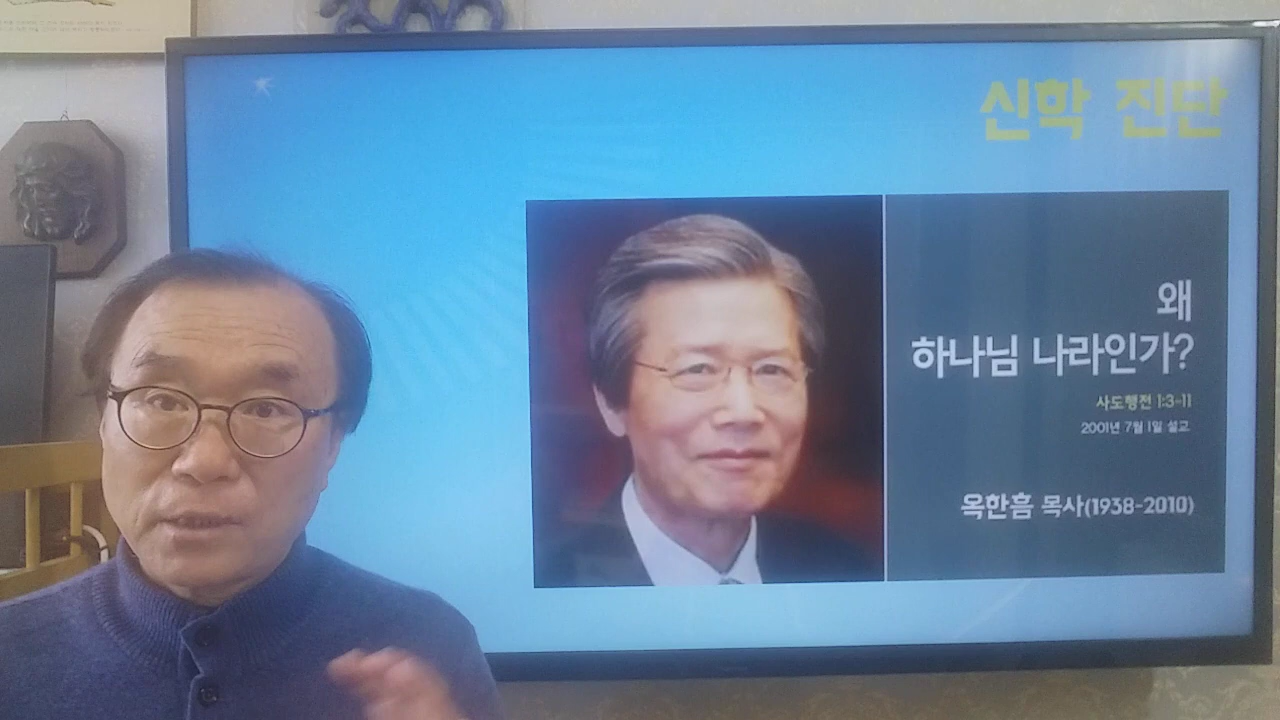 신학 진단
왜
하나님 나라인가?
사도행전 1:3-11
2001년 7월 1일 설교
옥한흠 목사(1938-2010)